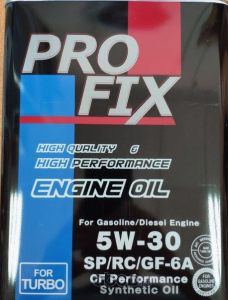 PRO
FIX
HIGH QUALITY &
HIGH PERFORMANCE
ENGINE OIL
For Gasoline/Diesel Engine
5W-30
SP/RC/GF-6A
CF Performance
Synthetic Oil
FOR
TURBO